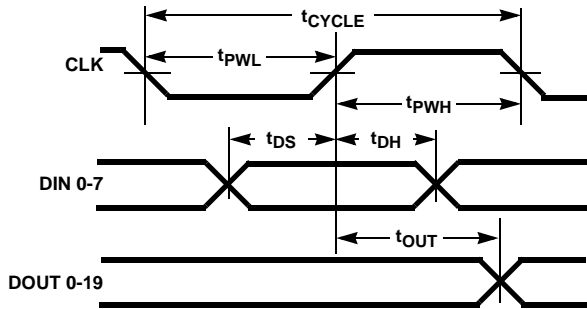 tCYCLE
CLK
tPWL
tPWH
tDS
tDH
DIN 0-7
tOUT
DOUT 0-19